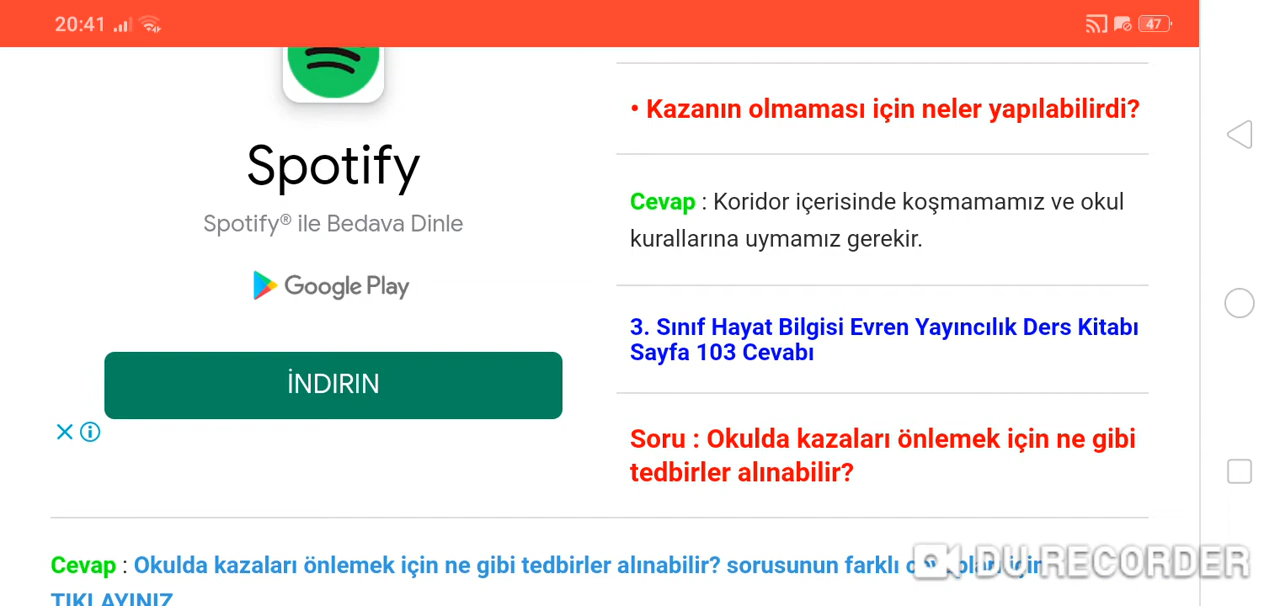 20:41
47
Spotify
Spotify® ile Bedava Dinle
Google Play
İNDIRIN
• Kazanın olmaması için neler yapılabilirdi?
Cevap : Koridor içerisinde koşmamamız ve okul
kurallarına uymamız gerekir.
3. Sınıf Hayat Bilgisi Evren Yayıncılık Ders Kitabı
Sayfa 103 Cevabı
Soru : Okulda kazaları önlemek için ne gibi
tedbirler alınabilir?
Cevap : Okulda kazaları önlemek için ne gibi tedbirler alınabilir? sorusunun farklı için
TIKLAYINIZ
DU RECORDER